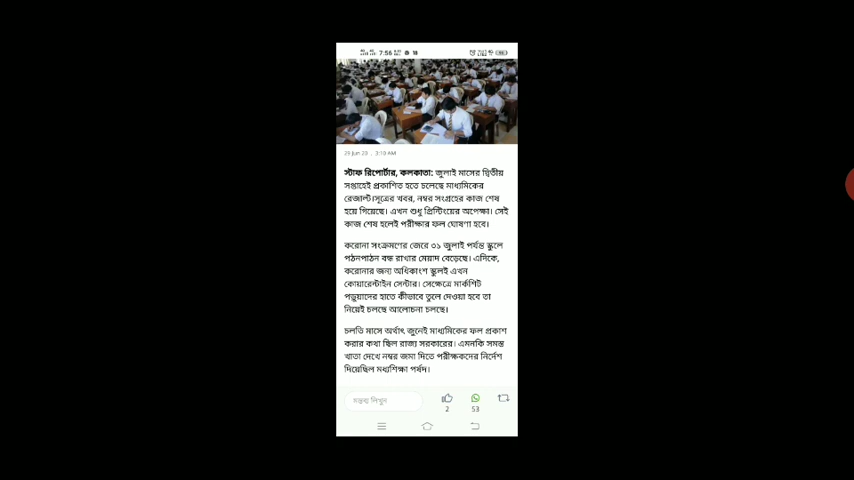 7:56
29 Jun 20 , 3:10 AM
স্টাফ রিপোর্টার, কলকাতা: জুলাই মাসের দ্বিতীয়
সপ্তাহেই প্রকাশিত হতে চলেছে মাধ্যমিকের
রেজাল্ট।সূত্রের খবর, নম্বর সংগ্রহের কাজ শেষ
হয়ে গিয়েছে। এখন শুধু প্রিন্টিংয়ের অপেক্ষা। সেই
কাজ শেষ হলেই পরীক্ষার ফল ঘোষণা হবে।
করোনা সংক্রমণের জেরে ৩১ জুলাই পর্যন্ত স্কুলে
পঠনপাঠন বন্ধ রাখার মেয়াদ বেড়েছে। এদিকে,
করোনার জন্য অধিকাংশ স্কুলই এখন
কোয়ারেন্টাইন সেন্টার। সেক্ষেত্রে মার্কশিট
পড়ুয়াদের হাতে কীভাবে তুলে দেওয়া হবে তা
নিয়েই চলছে আলোচনা চলছে।
চলতি মাসে অর্থাৎ জুনেই মাধ্যমিকের ফল প্রকাশ
করার কথা ছিল রাজ্য সরকারের। এমনকি সমস্ত
খাতা দেখে নম্বর জমা দিতে পরীক্ষকদের নির্দেশ
দিয়েছিল মধ্যশিক্ষা পর্ষদ।
মন্তব্য লিখুন
2
53